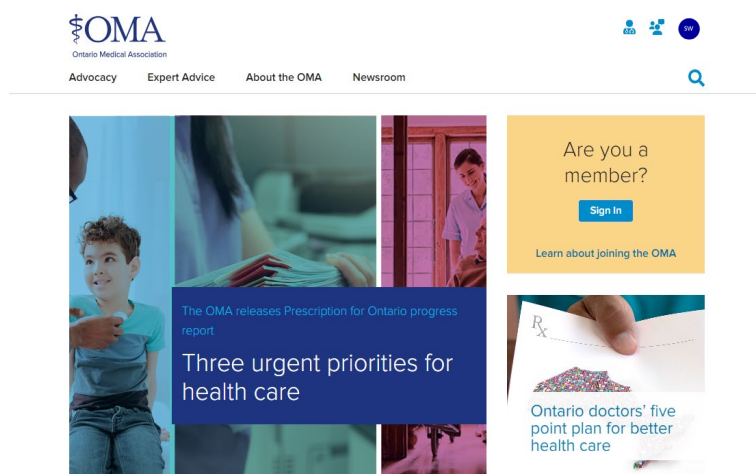 OMA
Ontario Medical Association
SW
Advocacy
Expert Advice
About the OMA
Newsroom
The OMA releases Prescription for Ontario progress
report
Three urgent priorities for
health care
Are you a
member?
Sign In
Learn about joining the OMA
Rx
Ontario doctors' five
point plan for better
health care